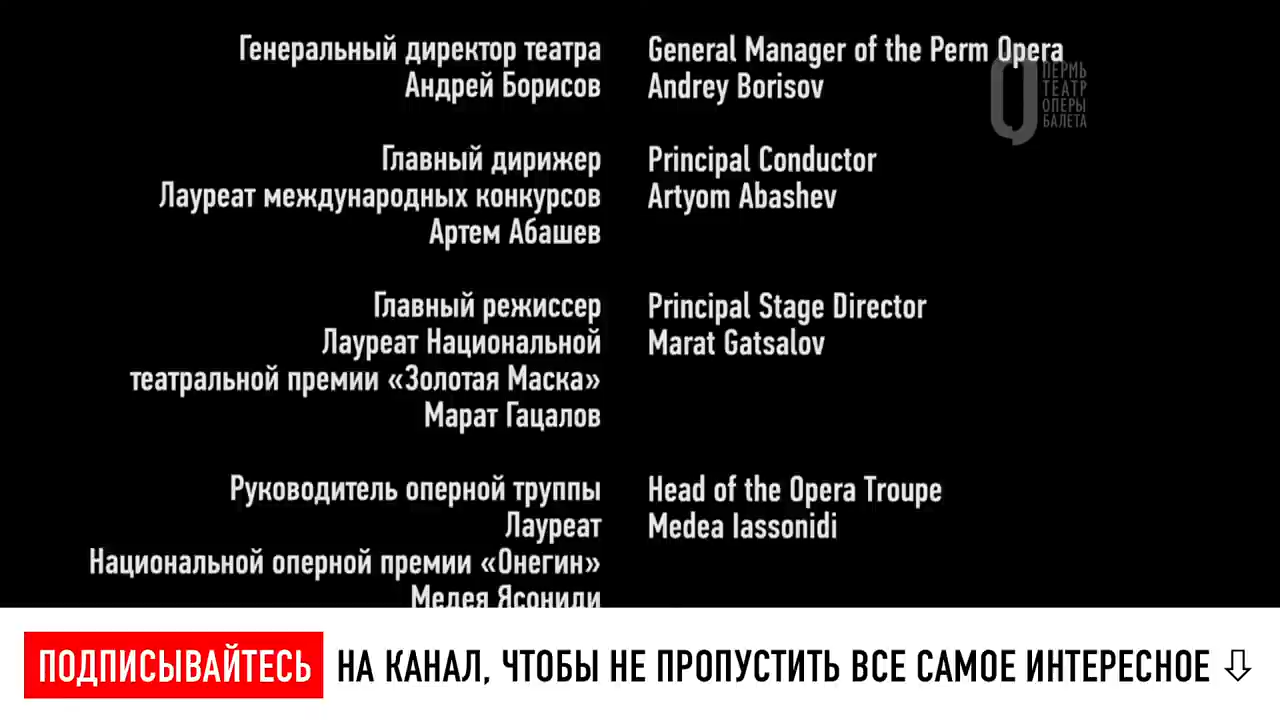 Генеральный директор театра
Андрей Борисов
General Manager of the Perm Opera
Andrey Borisov
ПЕРМЬ
ТЕАТР
ОПЕРЫ
БАЛЕТА
Главный дирижер
Лауреат международных конкурсов
Артем Абашев
Principal Conductor
Artyom Abashev
Главный режиссер
Лауреат Национальной
театральной премии «Золотая Маска»
Марат Гацалов
Principal Stage Director
Marat Gatsalov
Руководитель оперной труппы
Лауреат
Национальной оперной премии «Онегин»
Медея Ясониди
Head of the Opera Troupe
Medea Iassonidi
ПОДПИСЫВАЙТЕСЬ НА КАНАЛ, ЧТОБЫ НЕ ПРОПУСТИТЬ ВСЕ САМОЕ ИНТЕРЕСНОЕ